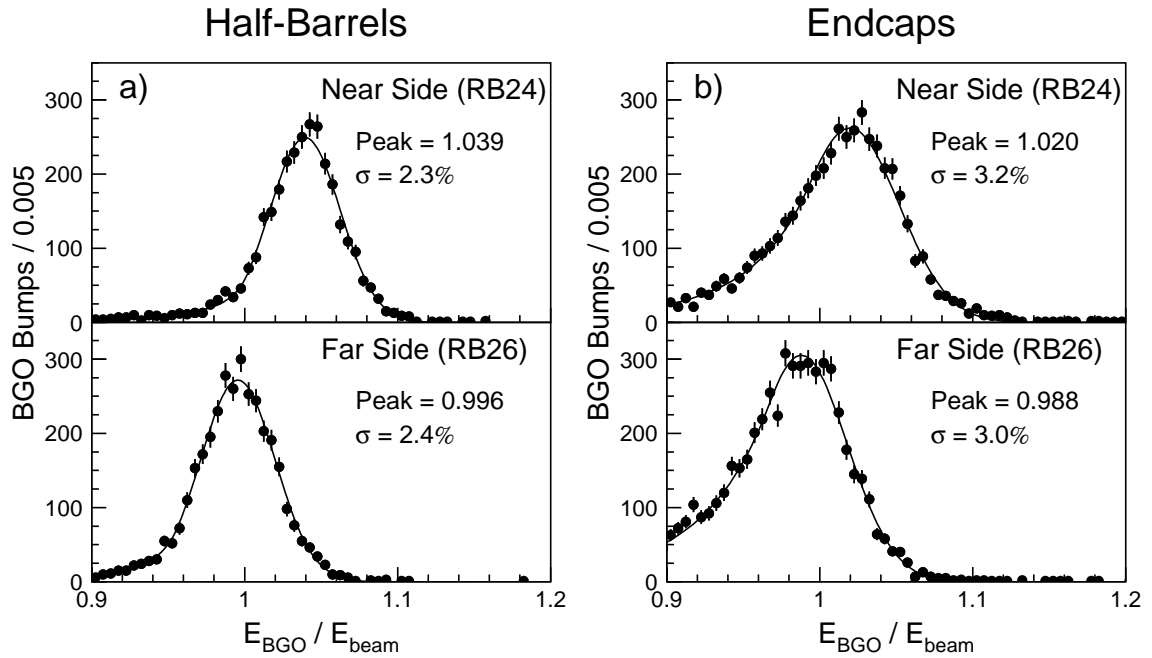 Half-Barrels
Endcaps
a)
Near Side (RB24)
Peak = 1.039
σ = 2.3%
300
200
100
0
BGO Bumps / 0.005
Far Side (RB26)
Peak = 0.996
σ = 2.4%
300
200
100
0
0.9 1 1.1 1.2
E_BGO / E_beam
b)
Near Side (RB24)
Peak = 1.020
σ = 3.2%
300
200
100
0
BGO Bumps / 0.005
Far Side (RB26)
Peak = 0.988
σ = 3.0%
300
200
100
0
0.9 1 1.1 1.2
E_BGO / E_beam